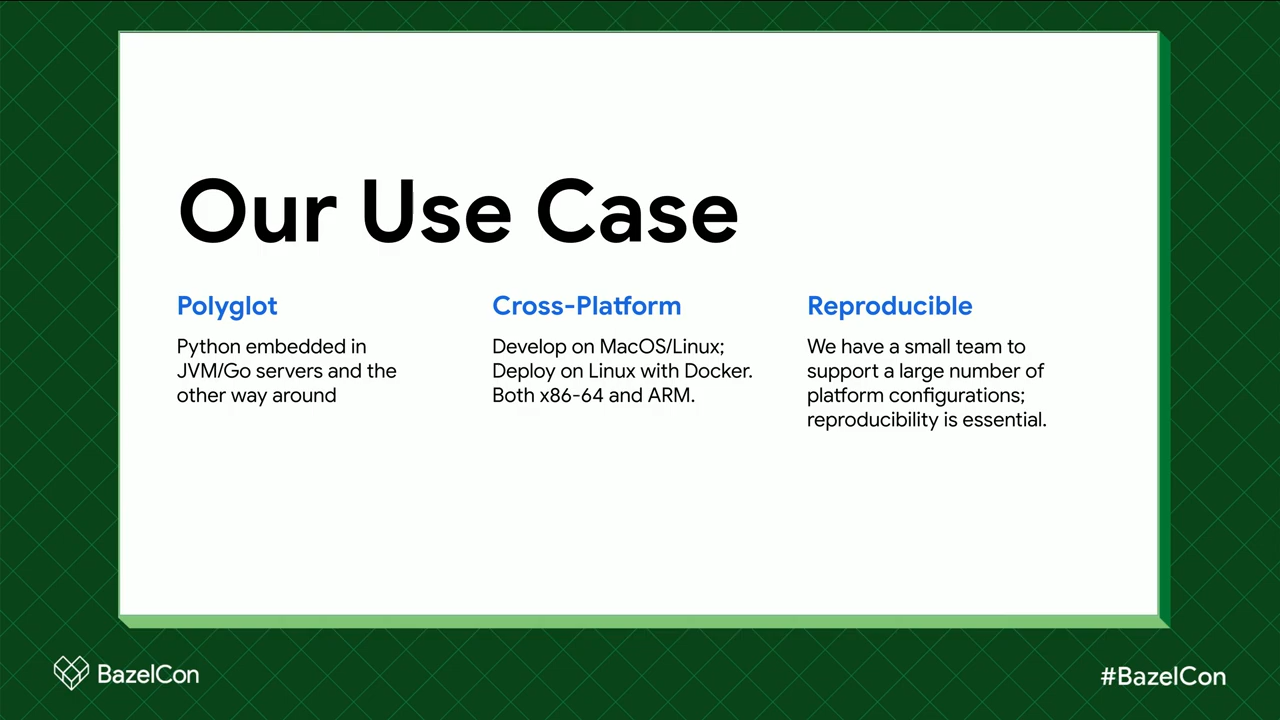 Our Use Case
Polyglot
Python embedded in
JVM/Go servers and the
other way around
Cross-Platform
Develop on MacOS/Linux;
Deploy on Linux with Docker.
Both x86-64 and ARM.
Reproducible
We have a small team to
support a large number of
platform configurations;
reproducibility is essential.
BazelCon
#BazelCon